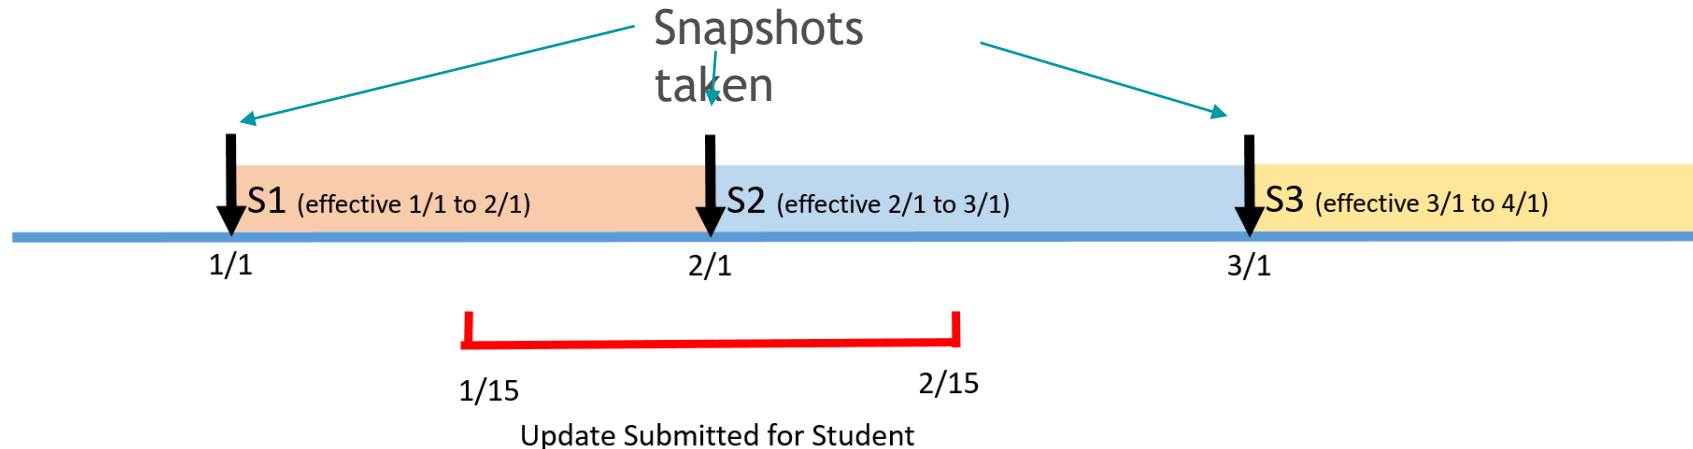 Snapshots
taken
S1 (effective 1/1 to 2/1)
S2 (effective 2/1 to 3/1)
S3 (effective 3/1 to 4/1)
1/1
2/1
3/1
1/15
2/15
Update Submitted for Student